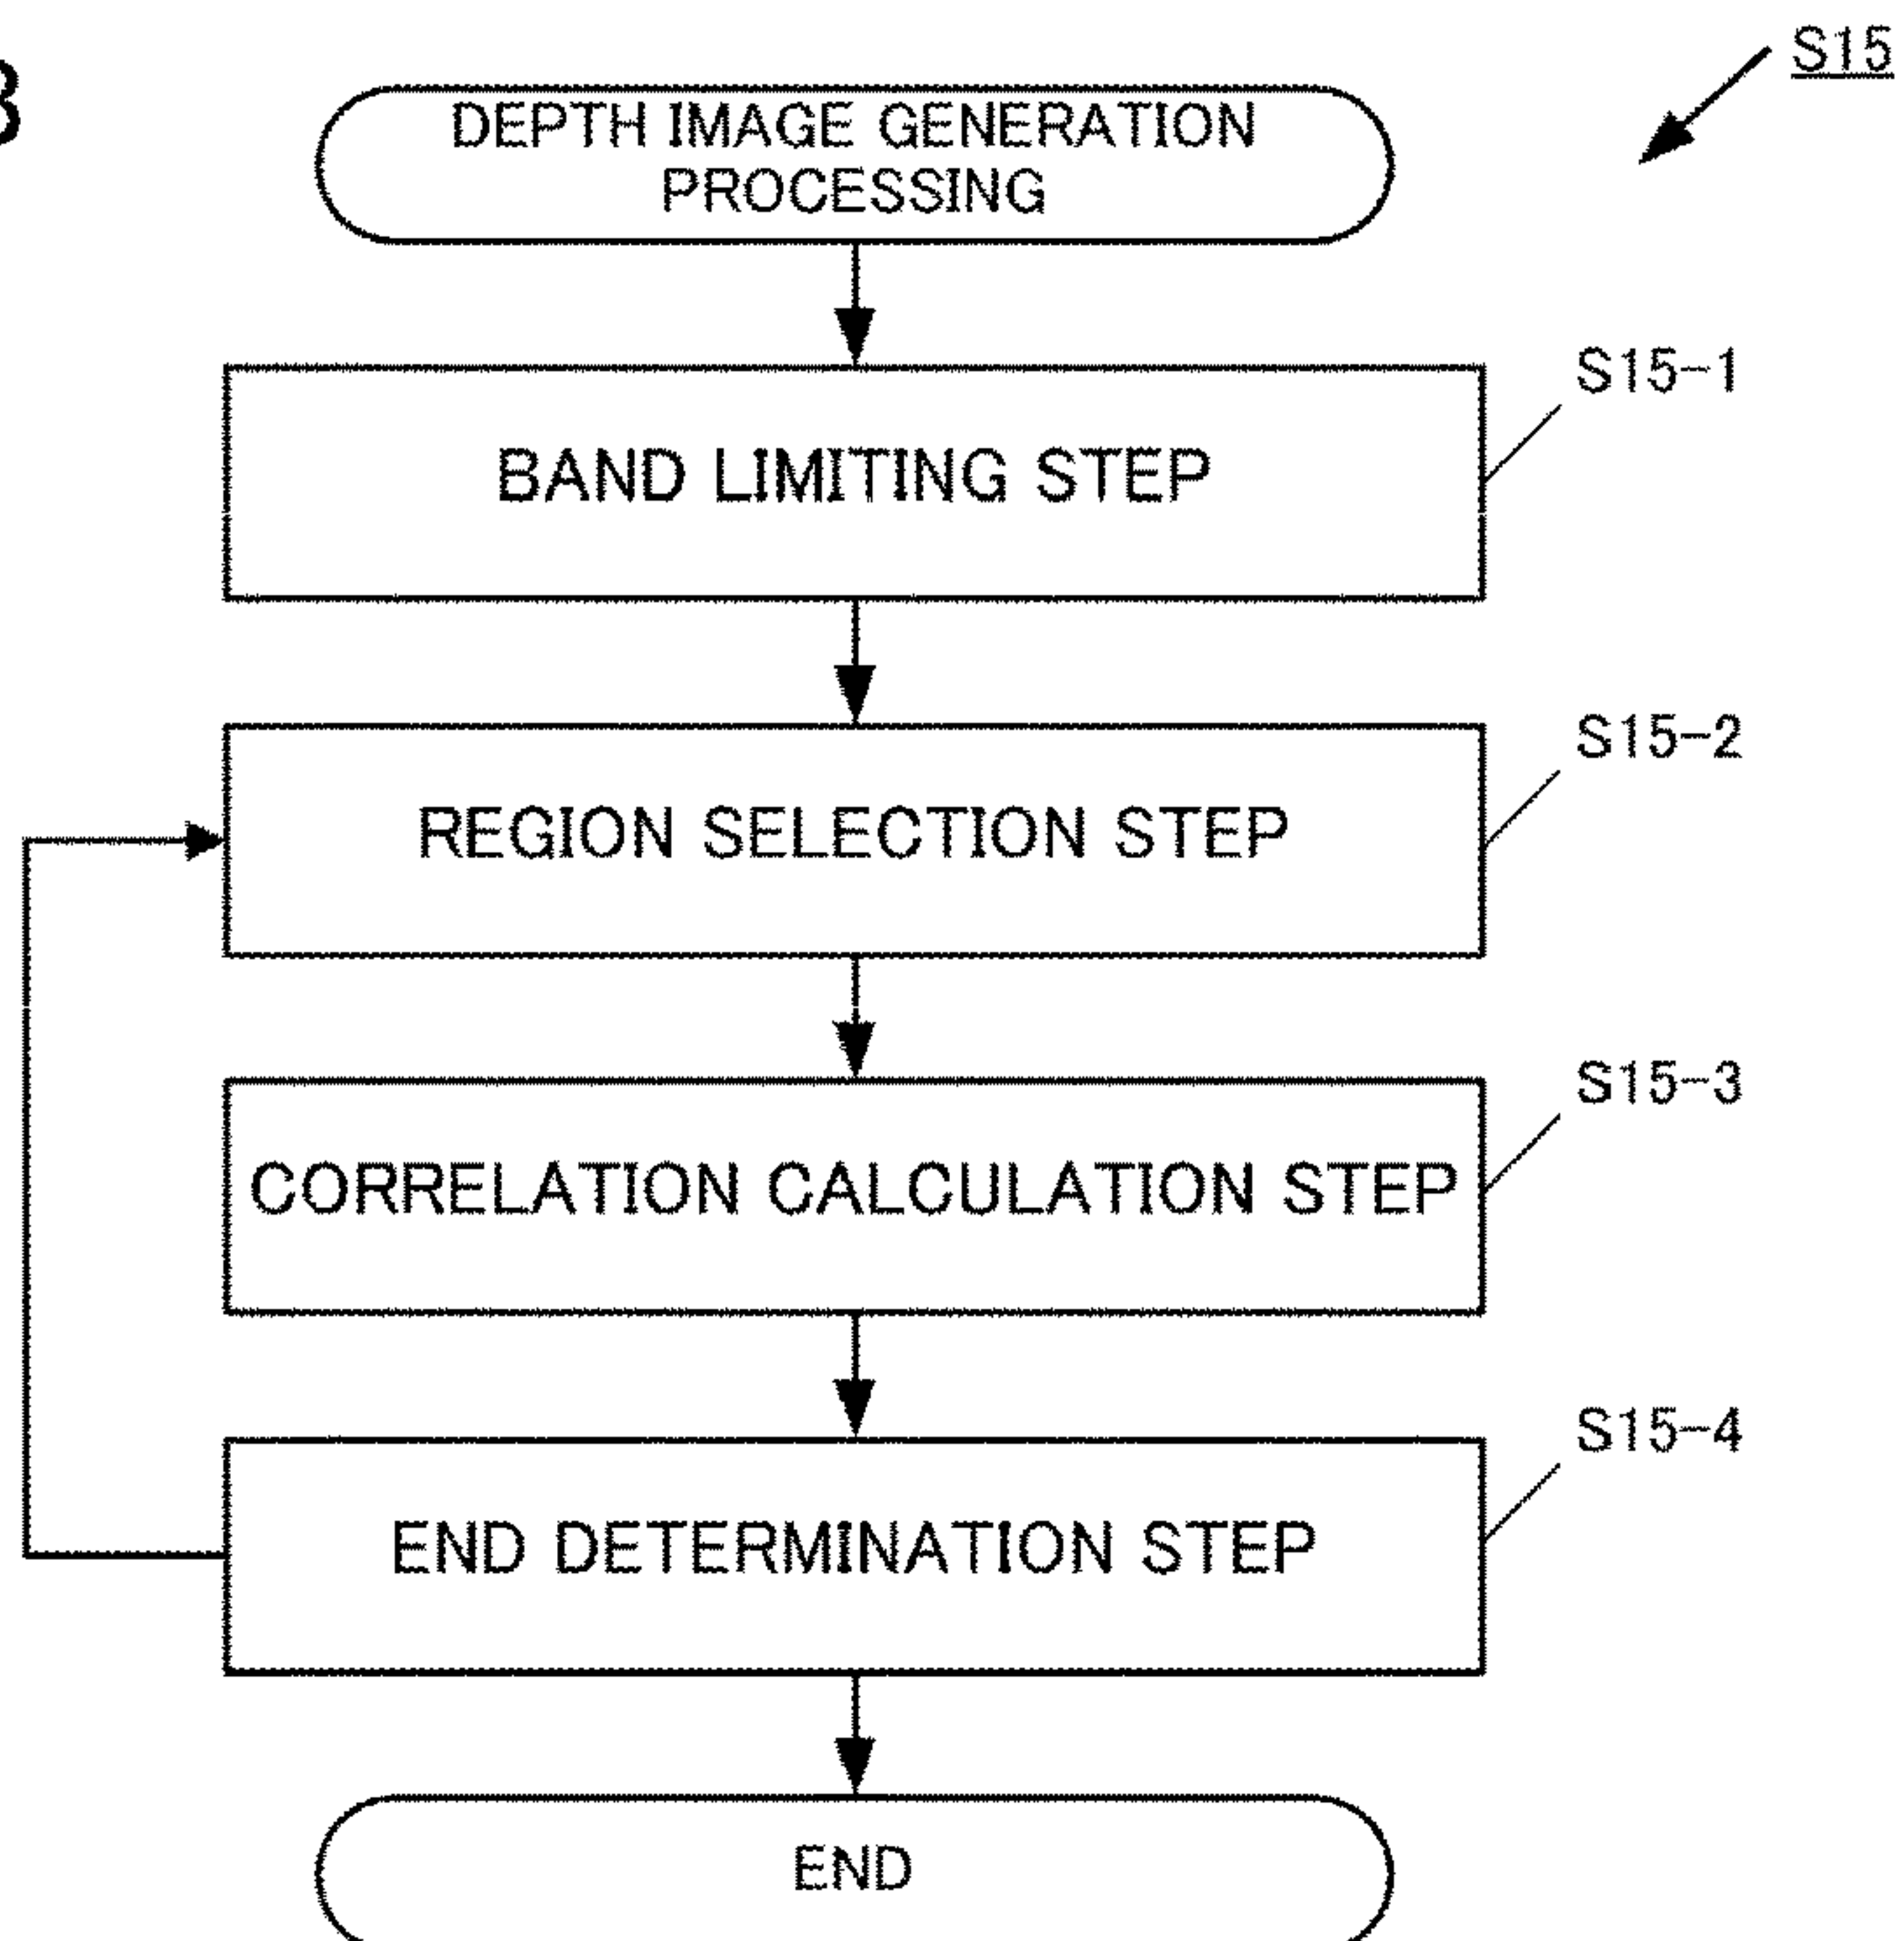 S15
DEPTH IMAGE GENERATION
PROCESSING
S15-1
BAND LIMITING STEP
S15-2
REGION SELECTION STEP
S15-3
CORRELATION CALCULATION STEP
S15-4
END DETERMINATION STEP
END